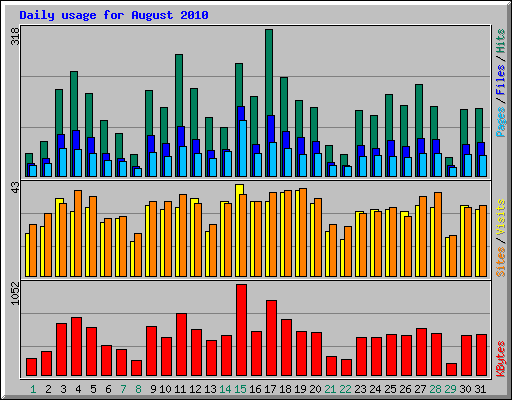 Daily usage for August 2010
318
Pages/Files/Hits
43
Sites/Visits
1052
KBytes
1 2 3 4 5 6 7 8 9 10 11 12 13 14 15 16 17 18 19 20 21 22 23 24 25 26 27 28 29 30 31